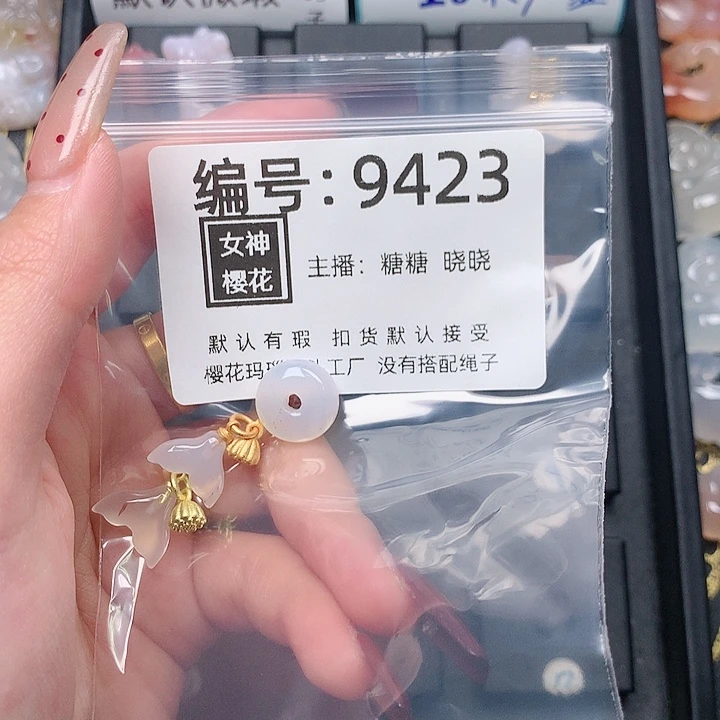 编号:9423
女神
樱花
主播:糖糖 晓晓
默认有瑕 扣货默认接受
樱花玛瑙 工厂 没有搭配绳子